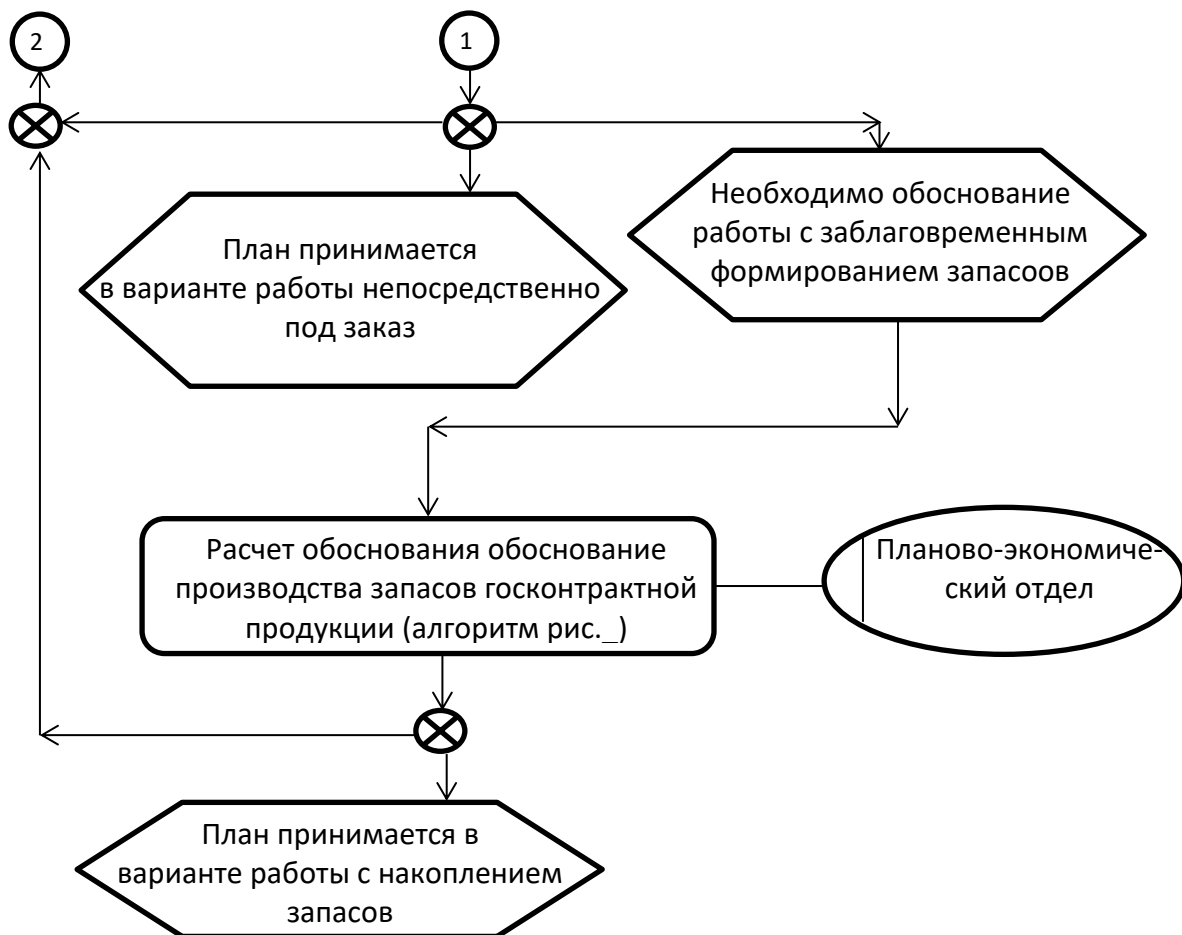 2
1
План принимается
в варианте работы непосредственно
под заказ
Необходимо обоснование
работы с заблаговременным
формированием запасоов
Расчет обоснования обоснование
производства запасов госконтрактной
продукции (алгоритм рис._)
Планово-экономиче-
ский отдел
План принимается в
варианте работы с накоплением
запасов